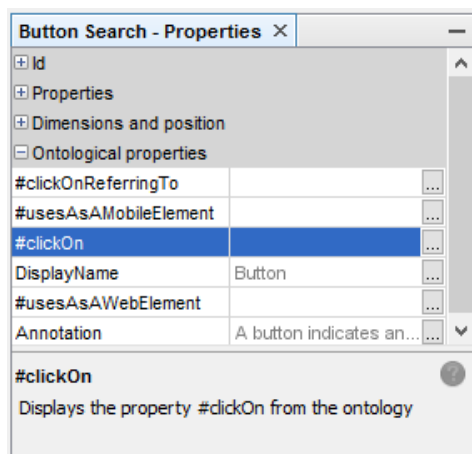 Button Search - Properties
Id
Properties
Dimensions and position
Ontological properties
#clickOnReferringTo ...
#usesAsAMobileElement ...
#clickOn ...
DisplayName Button ...
#usesAsAWebElement ...
Annotation A button indicates an... ...
#clickOn ?
Displays the property #clickOn from the ontology